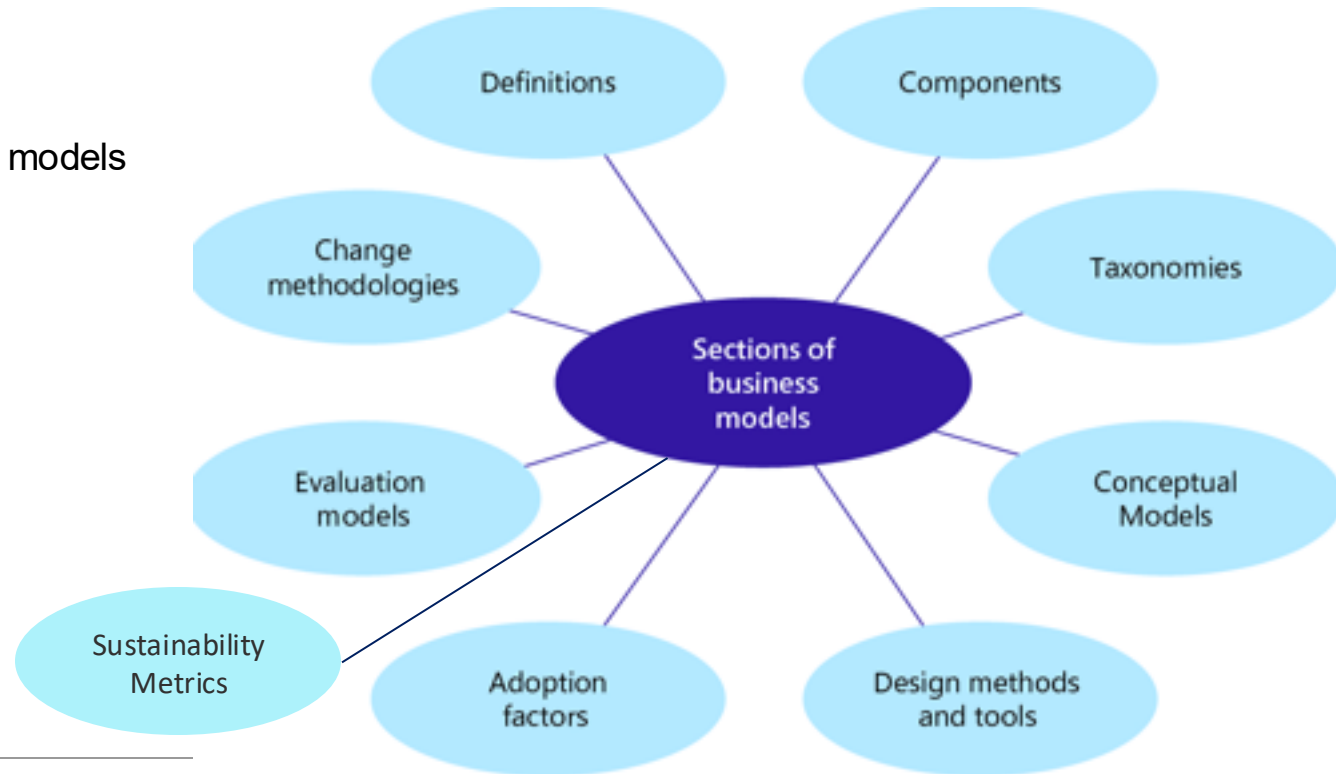 Definitions
Components
models
Change
methodologies
Taxonomies
Sections of
business
models
Evaluation
models
Conceptual
Models
Sustainability
Metrics
Adoption
factors
Design methods
and tools